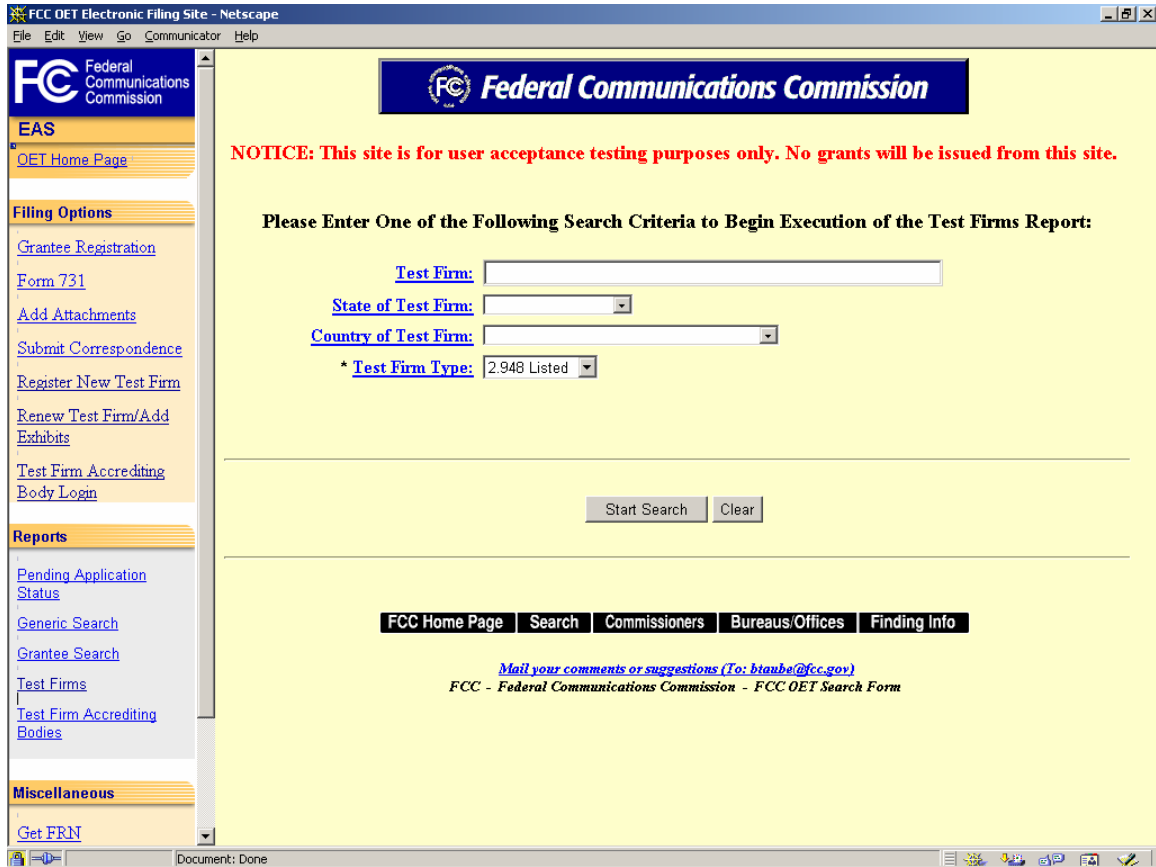 FCC OET Electronic Filing Site - Netscape
File Edit View Go Communicator Help
FC Federal
Communications
Commission
EAS
OET Home Page
Filing Options
Grantee Registration
Form 731
Add Attachments
Submit Correspondence
Register New Test Firm
Renew Test Firm/Add
Exhibits
Test Firm Accrediting
Body Login
Reports
Pending Application
Status
Generic Search
Grantee Search
Test Firms
Test Firm Accrediting
Bodies
Miscellaneous
Get FRN
FC Federal Communications Commission
NOTICE: This site is for user acceptance testing purposes only. No grants will be issued from this site.
Please Enter One of the Following Search Criteria to Begin Execution of the Test Firms Report:
Test Firm:
State of Test Firm:
Country of Test Firm:
* Test Firm Type: 2.948 Listed
Start Search Clear
FCC Home Page | Search | Commissioners | Bureaus/Offices | Finding Info
Mail your comments or suggestions (To: btaube@fcc.gov)
FCC - Federal Communications Commission - FCC OET Search Form
Document: Done